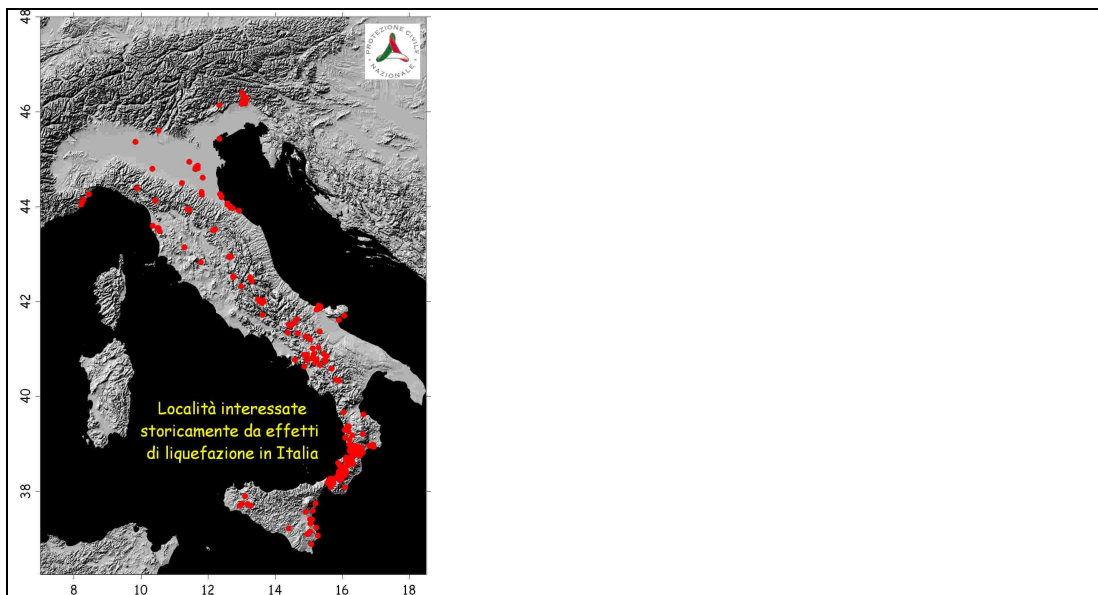 48
PROTEZIONE CIVILE
NAZIONALE
46
44
42
40
Località interessate
storicamente da effetti
di liquefazione in Italia
38
8 10 12 14 16 18